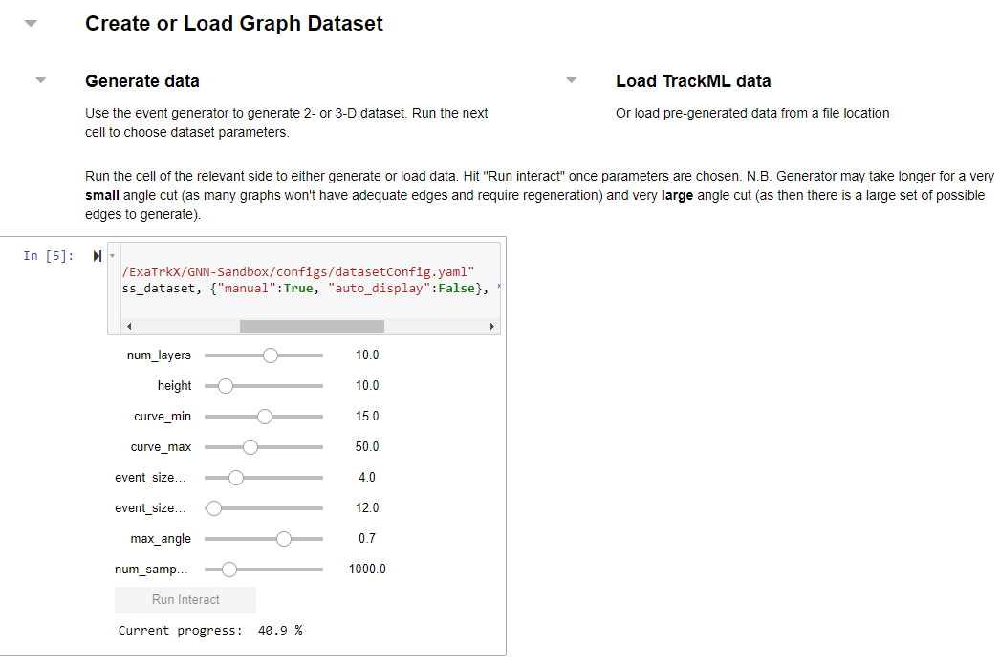 Create or Load Graph Dataset
Generate data
Use the event generator to generate 2- or 3-D dataset. Run the next
cell to choose dataset parameters.
Load TrackML data
Or load pre-generated data from a file location
Run the cell of the relevant side to either generate or load data. Hit "Run interact" once parameters are chosen. N.B. Generator may take longer for a very
small angle cut (as many graphs won't have adequate edges and require regeneration) and very large angle cut (as then there is a large set of possible
edges to generate).
In [5]:
/ExaTrkX/GNN-Sandbox/configs/datasetConfig.yaml"
ss_dataset, {"manual":True, "auto_display":False},
num_layers 10.0
height 10.0
curve_min 15.0
curve_max 50.0
event_size... 4.0
event_size... 12.0
max_angle 0.7
num_samp... 1000.0
Run Interact
Current progress: 40.9 %